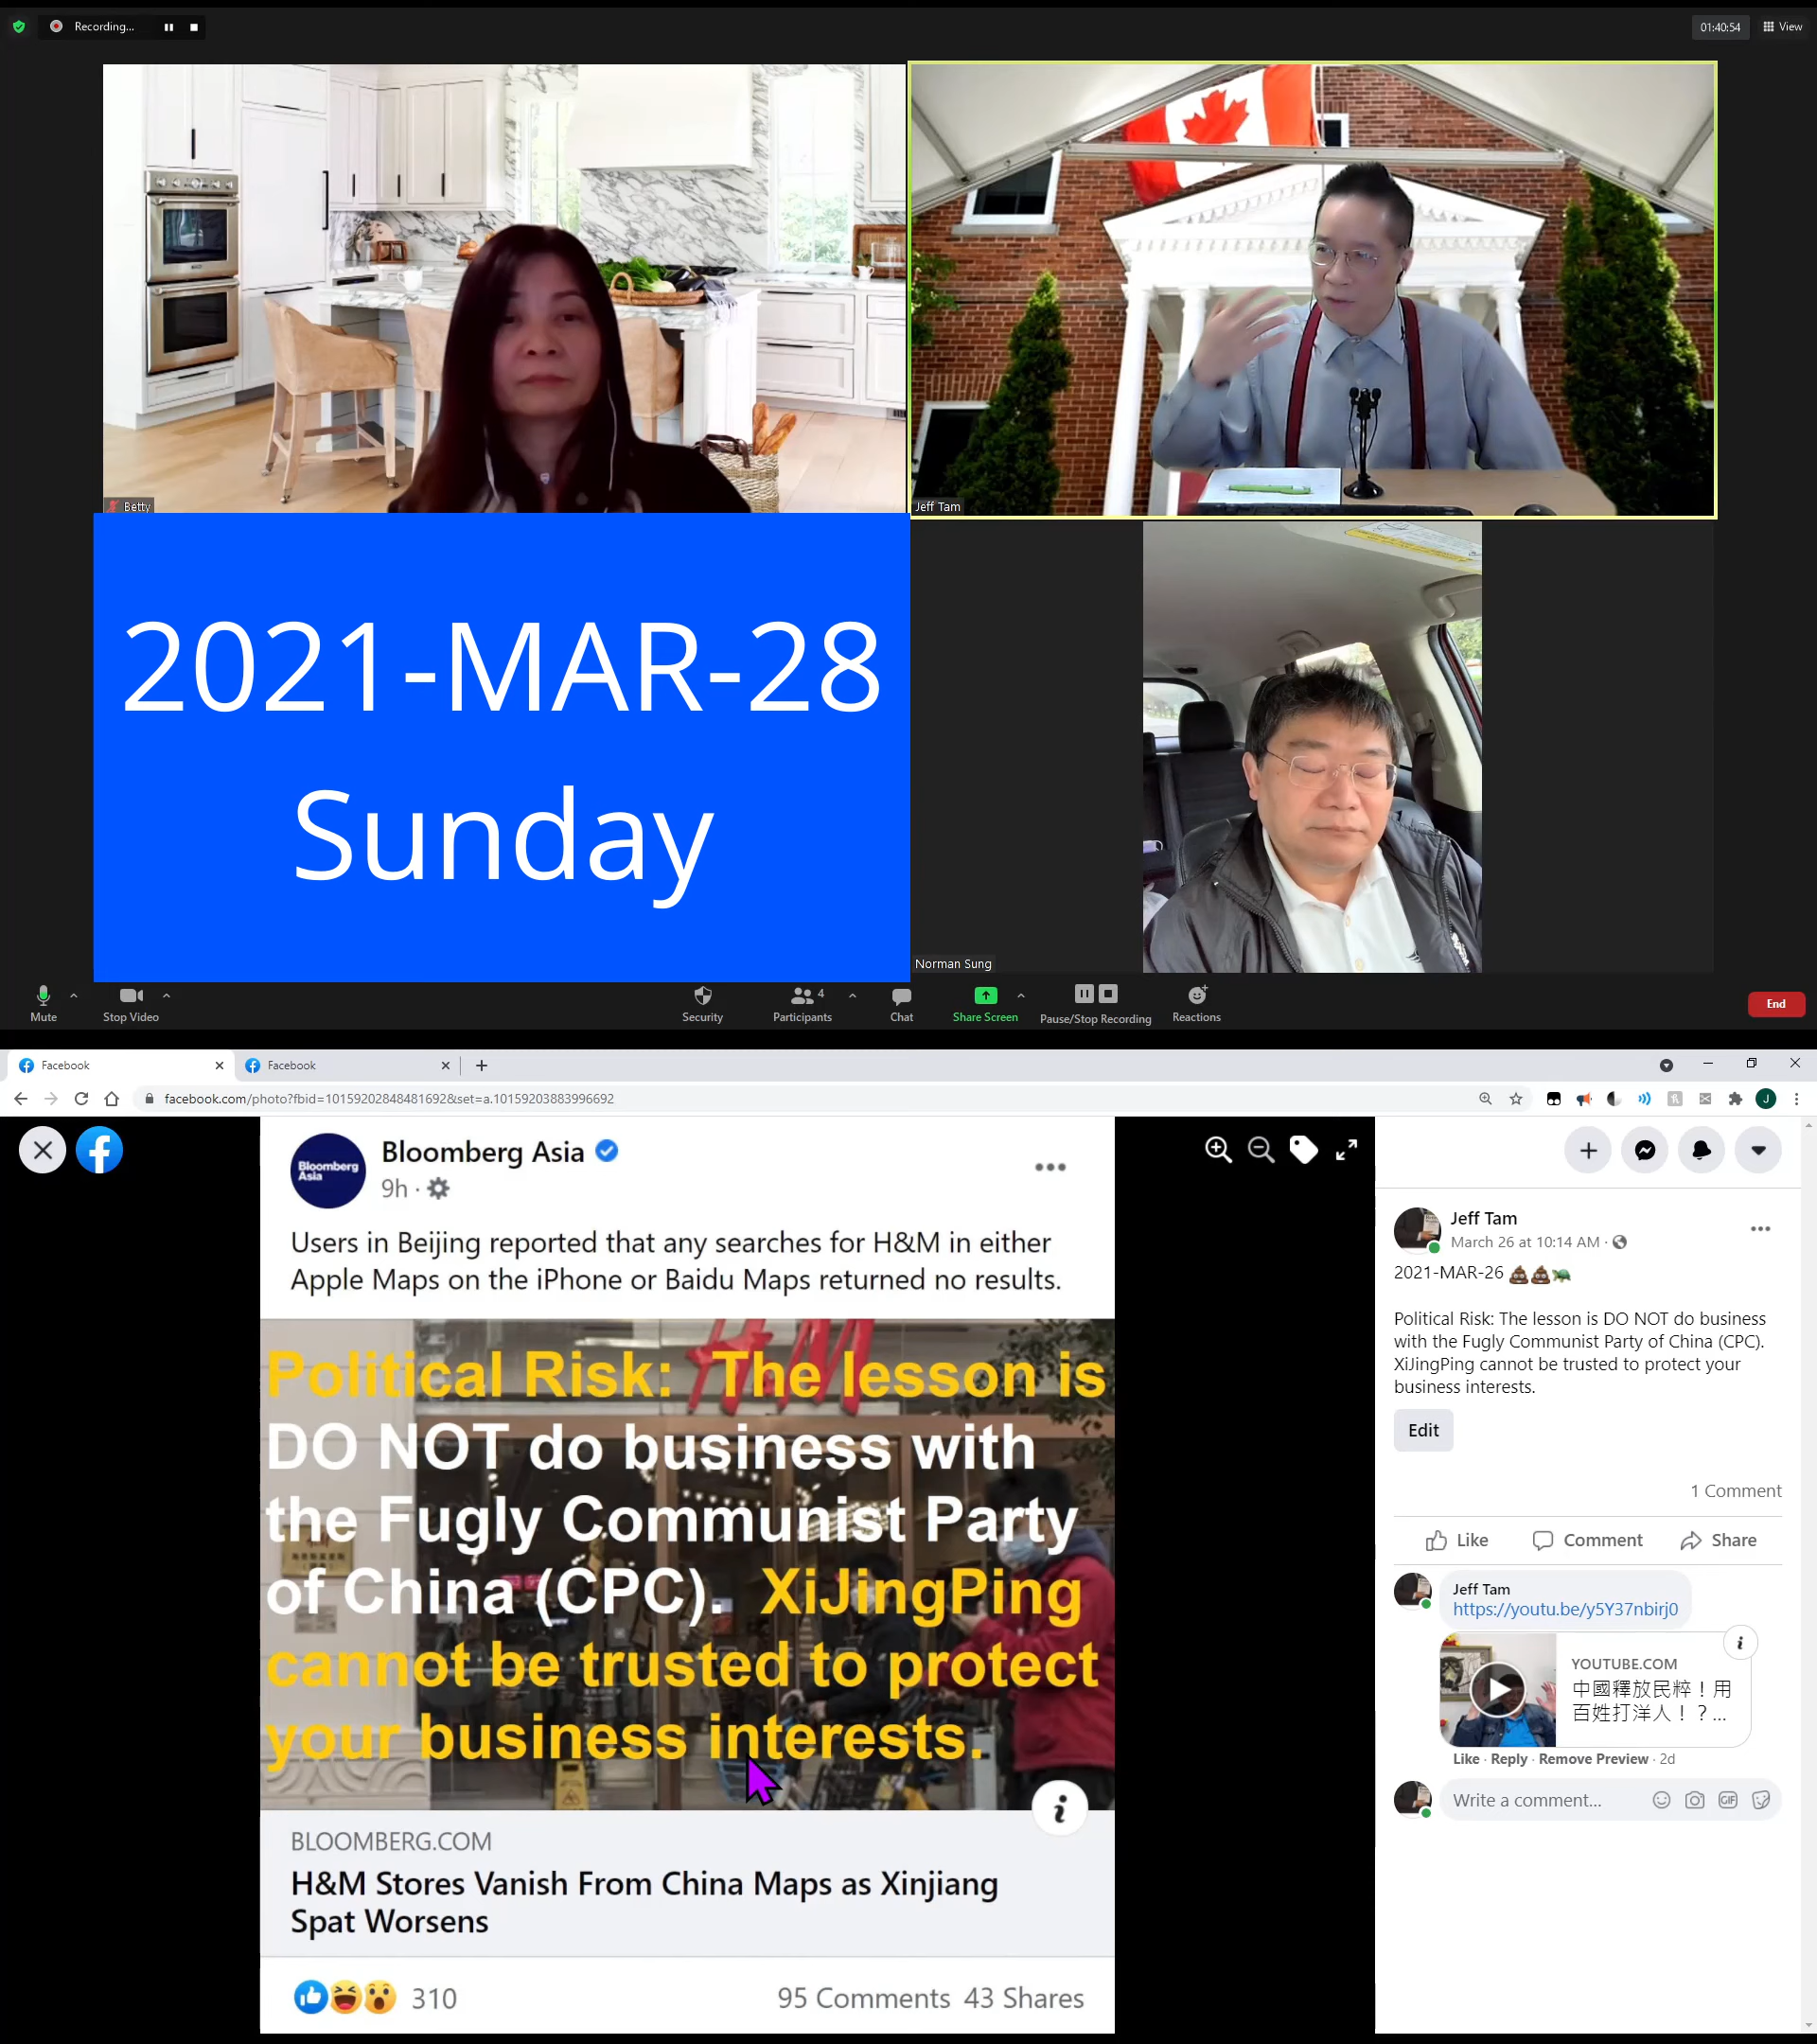 Recording...
01:40:54
View
Betty
Jeff Tam
2021-MAR-28
Sunday
Norman Sung
Mute
Stop Video
Security
Participants
4
Chat
Share Screen
Pause/Stop Recording
Reactions
End
Facebook
Facebook
facebook.com/photo?fbid=10159202848481692&set=a.10159203883996692
J
Bloomberg Asia
Bloomberg
Asia
9h
Users in Beijing reported that any searches for H&M in either
Apple Maps on the iPhone or Baidu Maps returned no results.
H&M
Political Risk: The lesson is
DO NOT do business with
the Fugly Communist Party
of China (CPC). XiJingPing
cannot be trusted to protect
your business interests.
BLOOMBERG.COM
H&M Stores Vanish From China Maps as Xinjiang
Spat Worsens
310
95 Comments 43 Shares
Jeff Tam
March 26 at 10:14 AM ·
2021-MAR-26 💩💩🐢
Political Risk: The lesson is DO NOT do business
with the Fugly Communist Party of China (CPC).
XiJingPing cannot be trusted to protect your
business interests.
Edit
1 Comment
Like
Comment
Share
Jeff Tam
https://youtu.be/y5Y37nbirj0
YOUTUBE.COM
中國釋放民粹！用
百姓打洋人！？...
Like · Reply · Remove Preview · 2d
Write a comment...
GIF